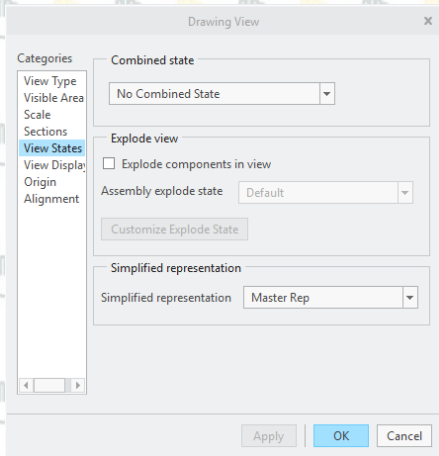 Drawing View
x
Categories
View Type
Visible Area
Scale
Sections
View States
View Display
Origin
Alignment
Combined state
No Combined State
Explode view
Explode components in view
Assembly explode state Default
Customize Explode State
Simplified representation
Simplified representation Master Rep
Apply OK Cancel